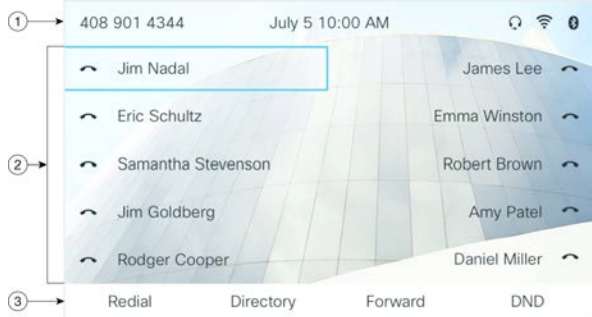 1 408 901 4344 July 5 10:00 AM
Jim Nadal James Lee
Eric Schultz Emma Winston
2
Samantha Stevenson Robert Brown
Jim Goldberg Amy Patel
Rodger Cooper Daniel Miller
3 Redial Directory Forward DND